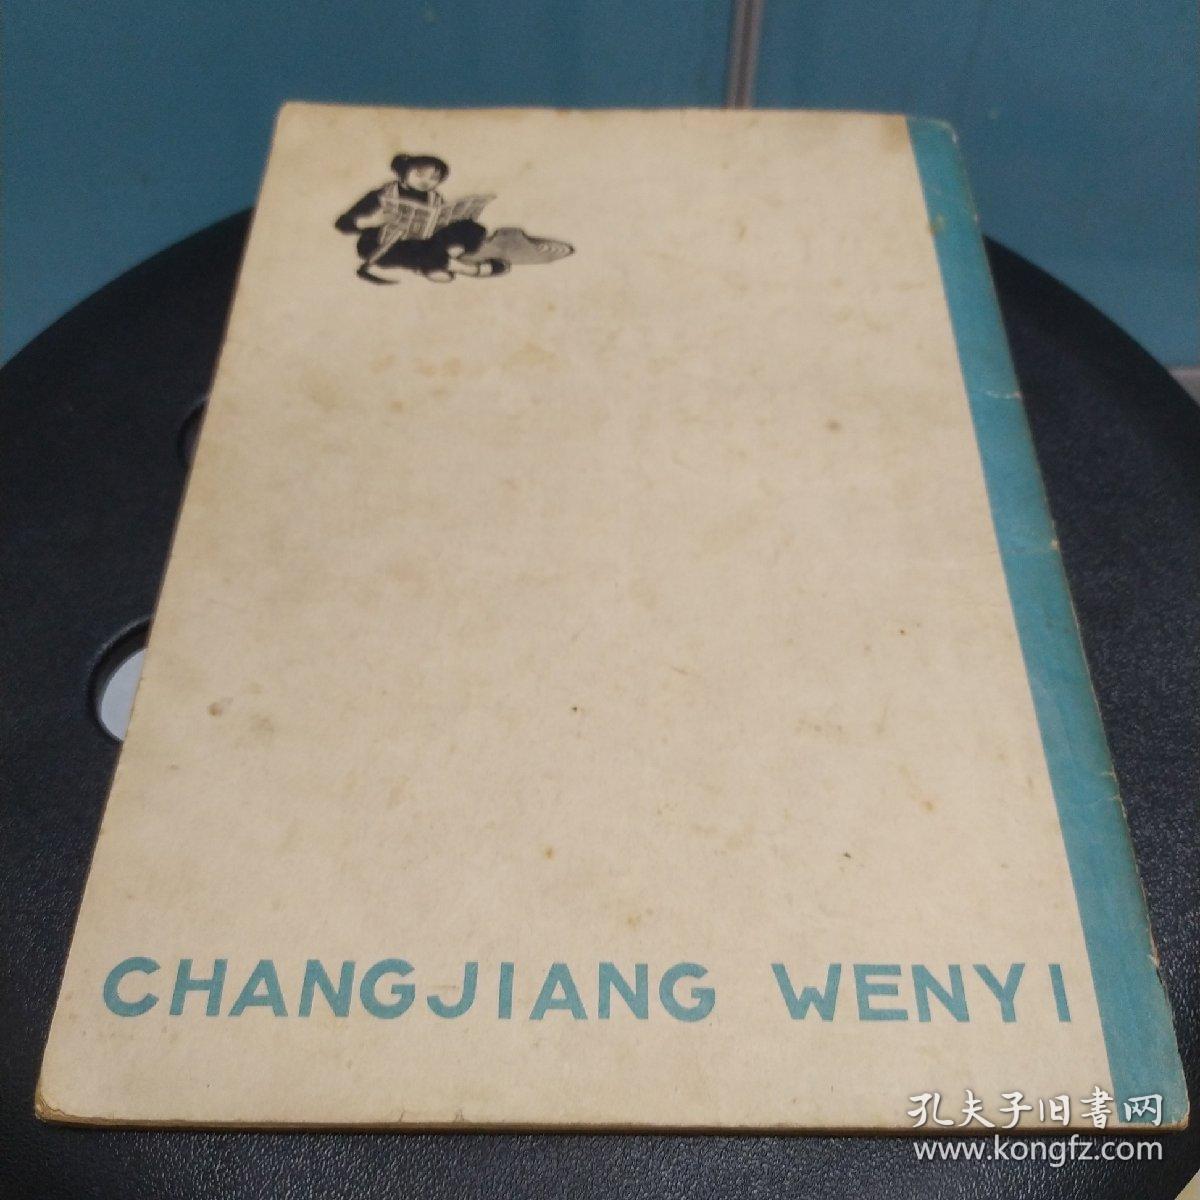 CHANGJIANG WENYI
孔夫子旧書网
www.kongfz.com